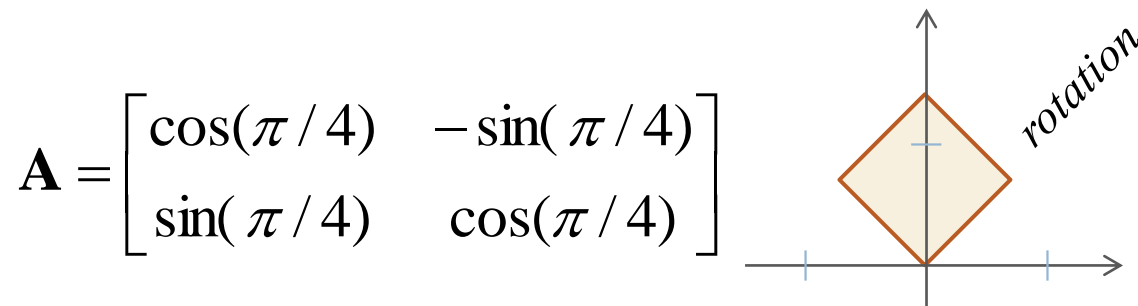 A = [cos(π/4) −sin(π/4)
sin(π/4) cos(π/4)]
rotation